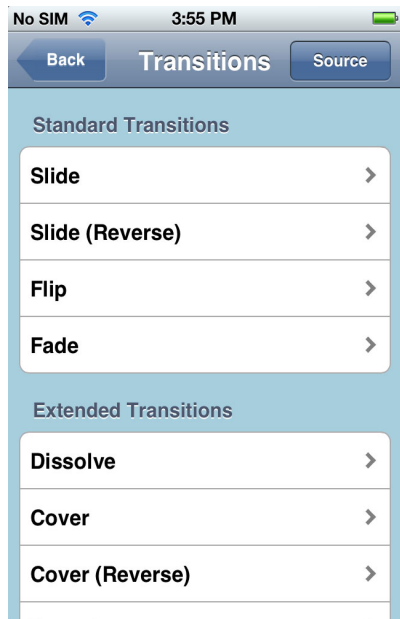 No SIM 3:55 PM
Back Transitions Source
Standard Transitions
Slide
Slide (Reverse)
Flip
Fade
Extended Transitions
Dissolve
Cover
Cover (Reverse)